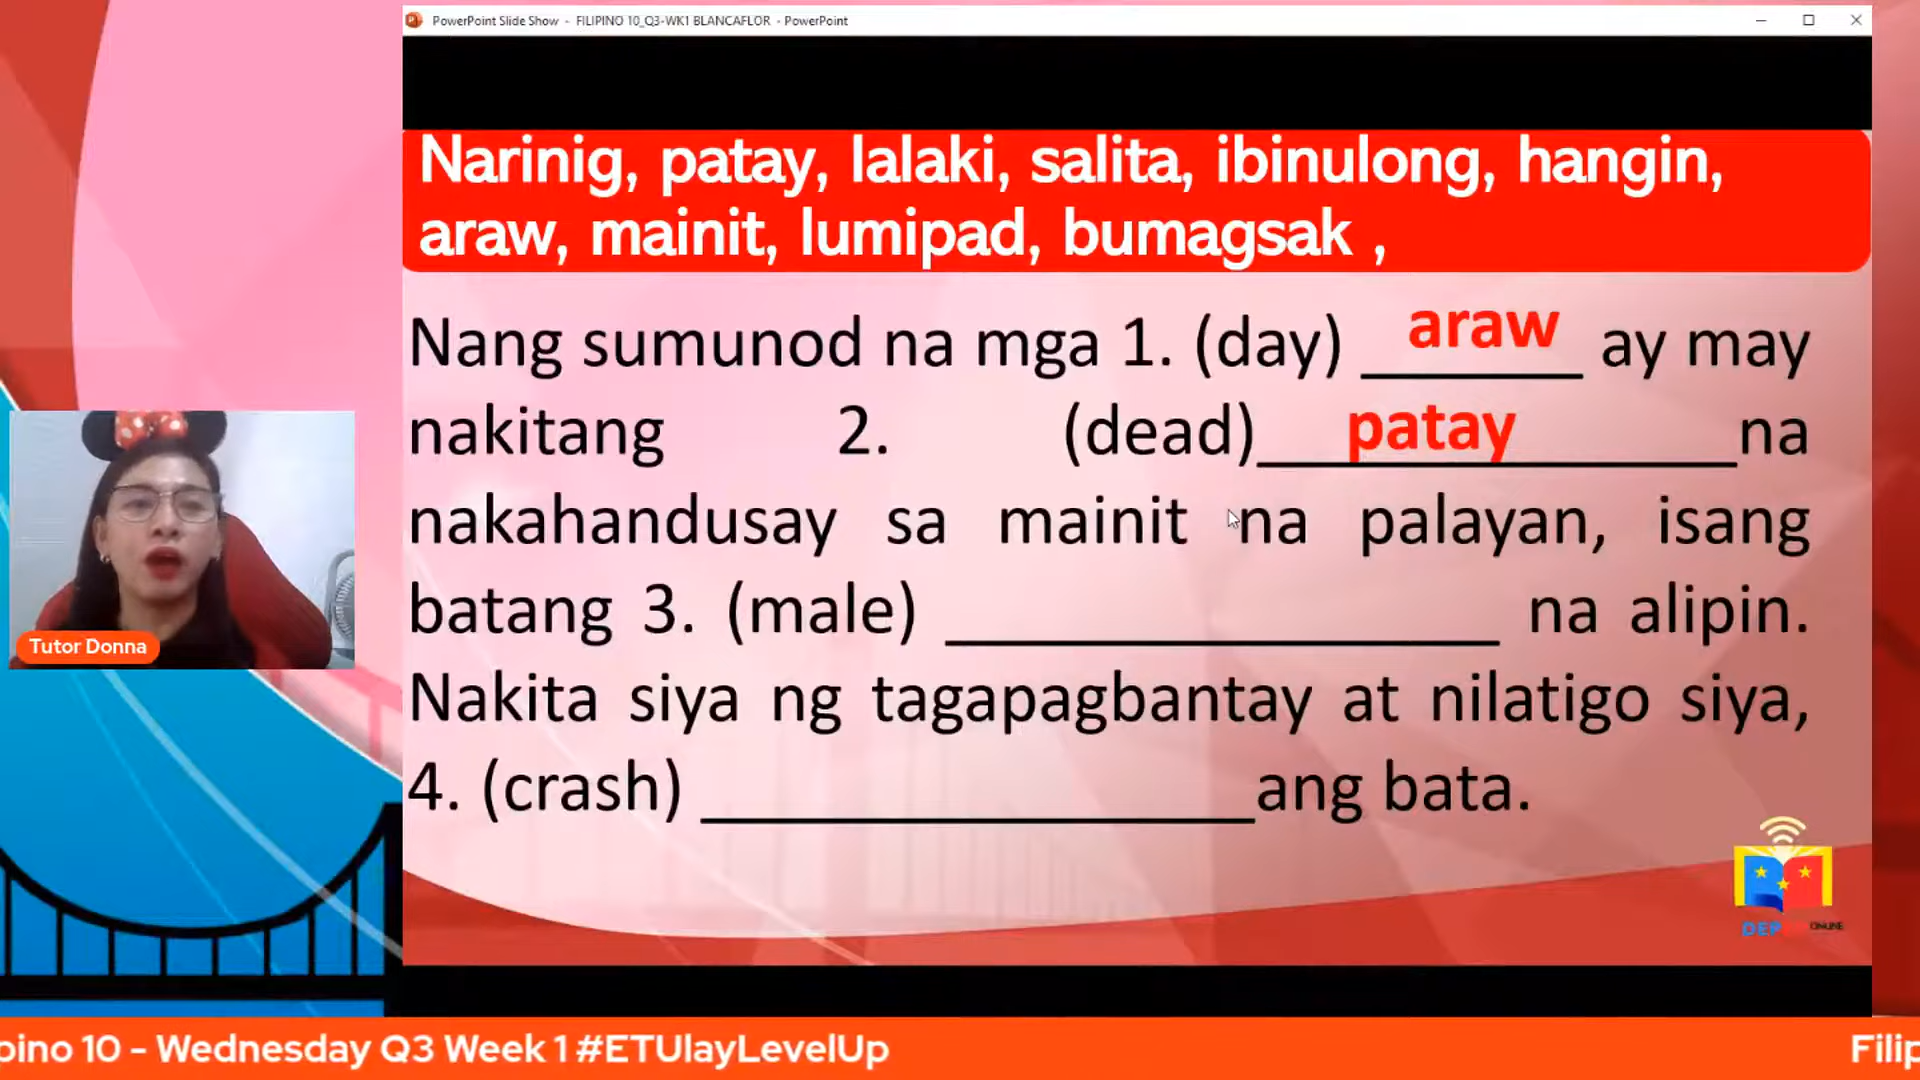 PowerPoint Slide Show - FILIPINO 10_Q3-WK1 BLANCAFLOR - PowerPoint
Narinig, patay, lalaki, salita, ibinulong, hangin,
araw, mainit, lumipad, bumagsak ,
Nang sumunod na mga 1. (day) araw ay may
nakitang 2. (dead) patay na
nakahandusay sa mainit na palayan, isang
batang 3. (male) ____________ na alipin.
Nakita siya ng tagapagbantay at nilatigo siya,
4. (crash) ____________ ang bata.
Tutor Donna
ONLINE
pino 10 - Wednesday Q3 Week 1 #ETUlayLevelUp
Filip